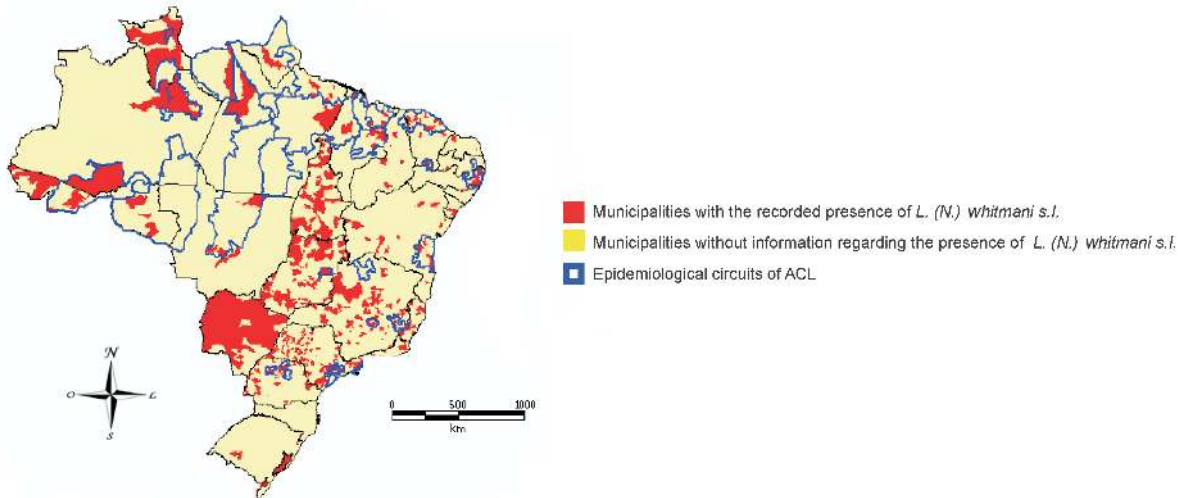 Municipalities with the recorded presence of L. (N.) whitmani s.l.
Municipalities without information regarding the presence of L. (N.) whitmani s.l.
Epidemiological circuits of ACL
N
O L
S
0 500 1000
km